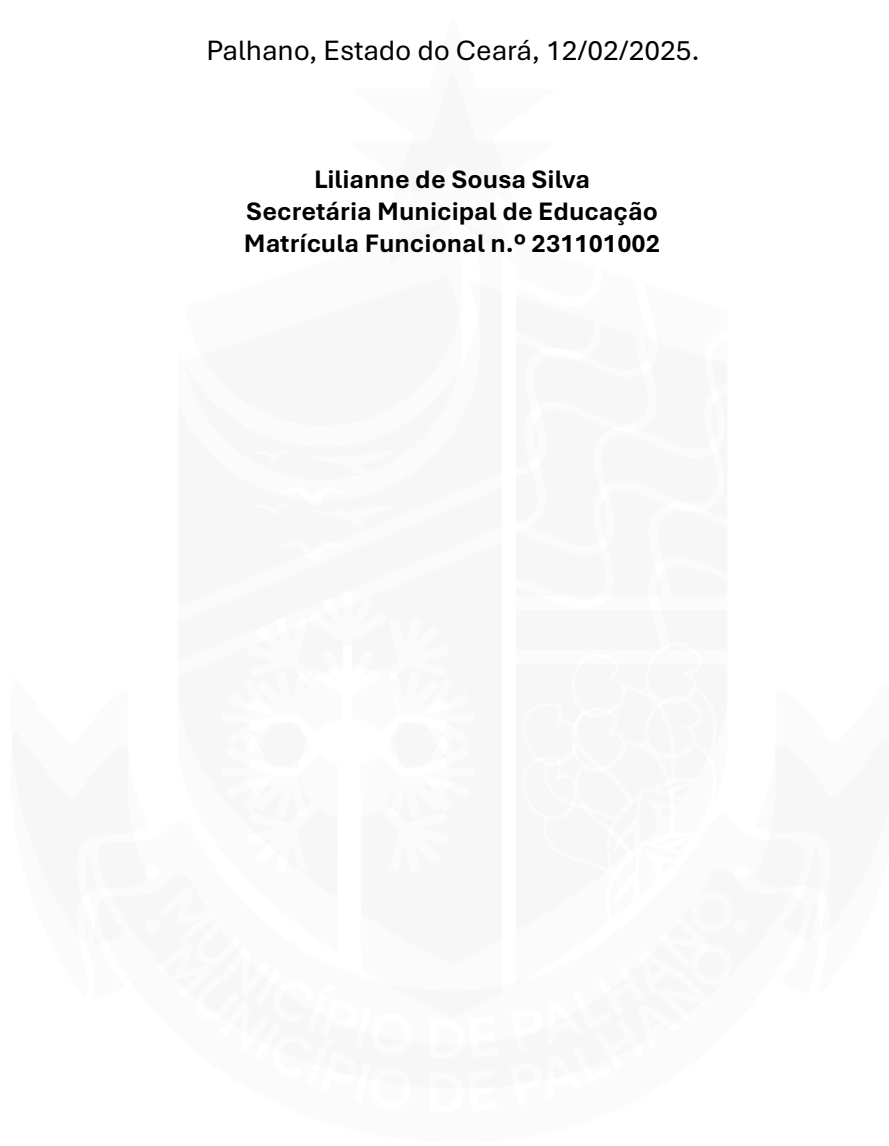 Palhano, Estado do Ceará, 12/02/2025.
Lilianne de Sousa Silva
Secretária Municipal de Educação
Matrícula Funcional n.º 231101002
MUNICÍPIO DE PALHANO
MUNICÍPIO DE PALHANO